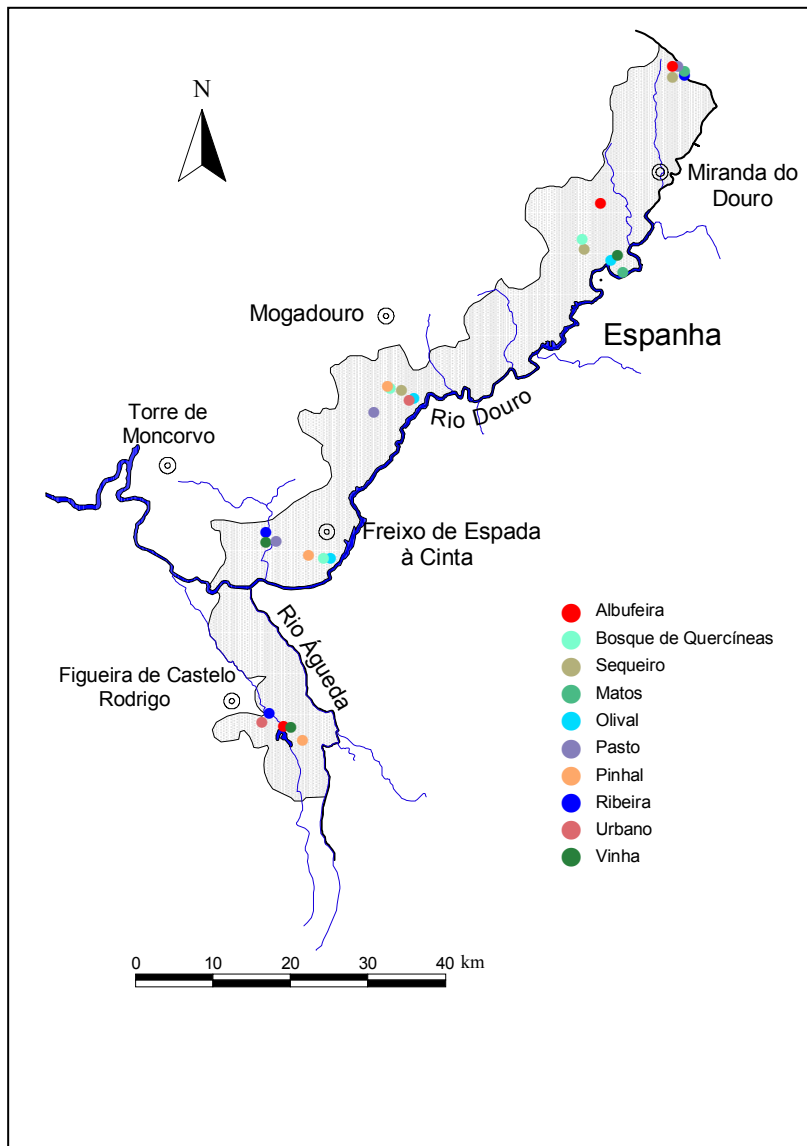 N
Miranda do
Douro
Mogadouro
Espanha
Rio Douro
Torre de
Moncorvo
Freixo de Espada
à Cinta
Rio Águeda
Figueira de Castelo
Rodrigo
Albufeira
Bosque de Quercíneas
Sequeiro
Matos
Olival
Pasto
Pinhal
Ribeira
Urbano
Vinha
0 10 20 30 40 km